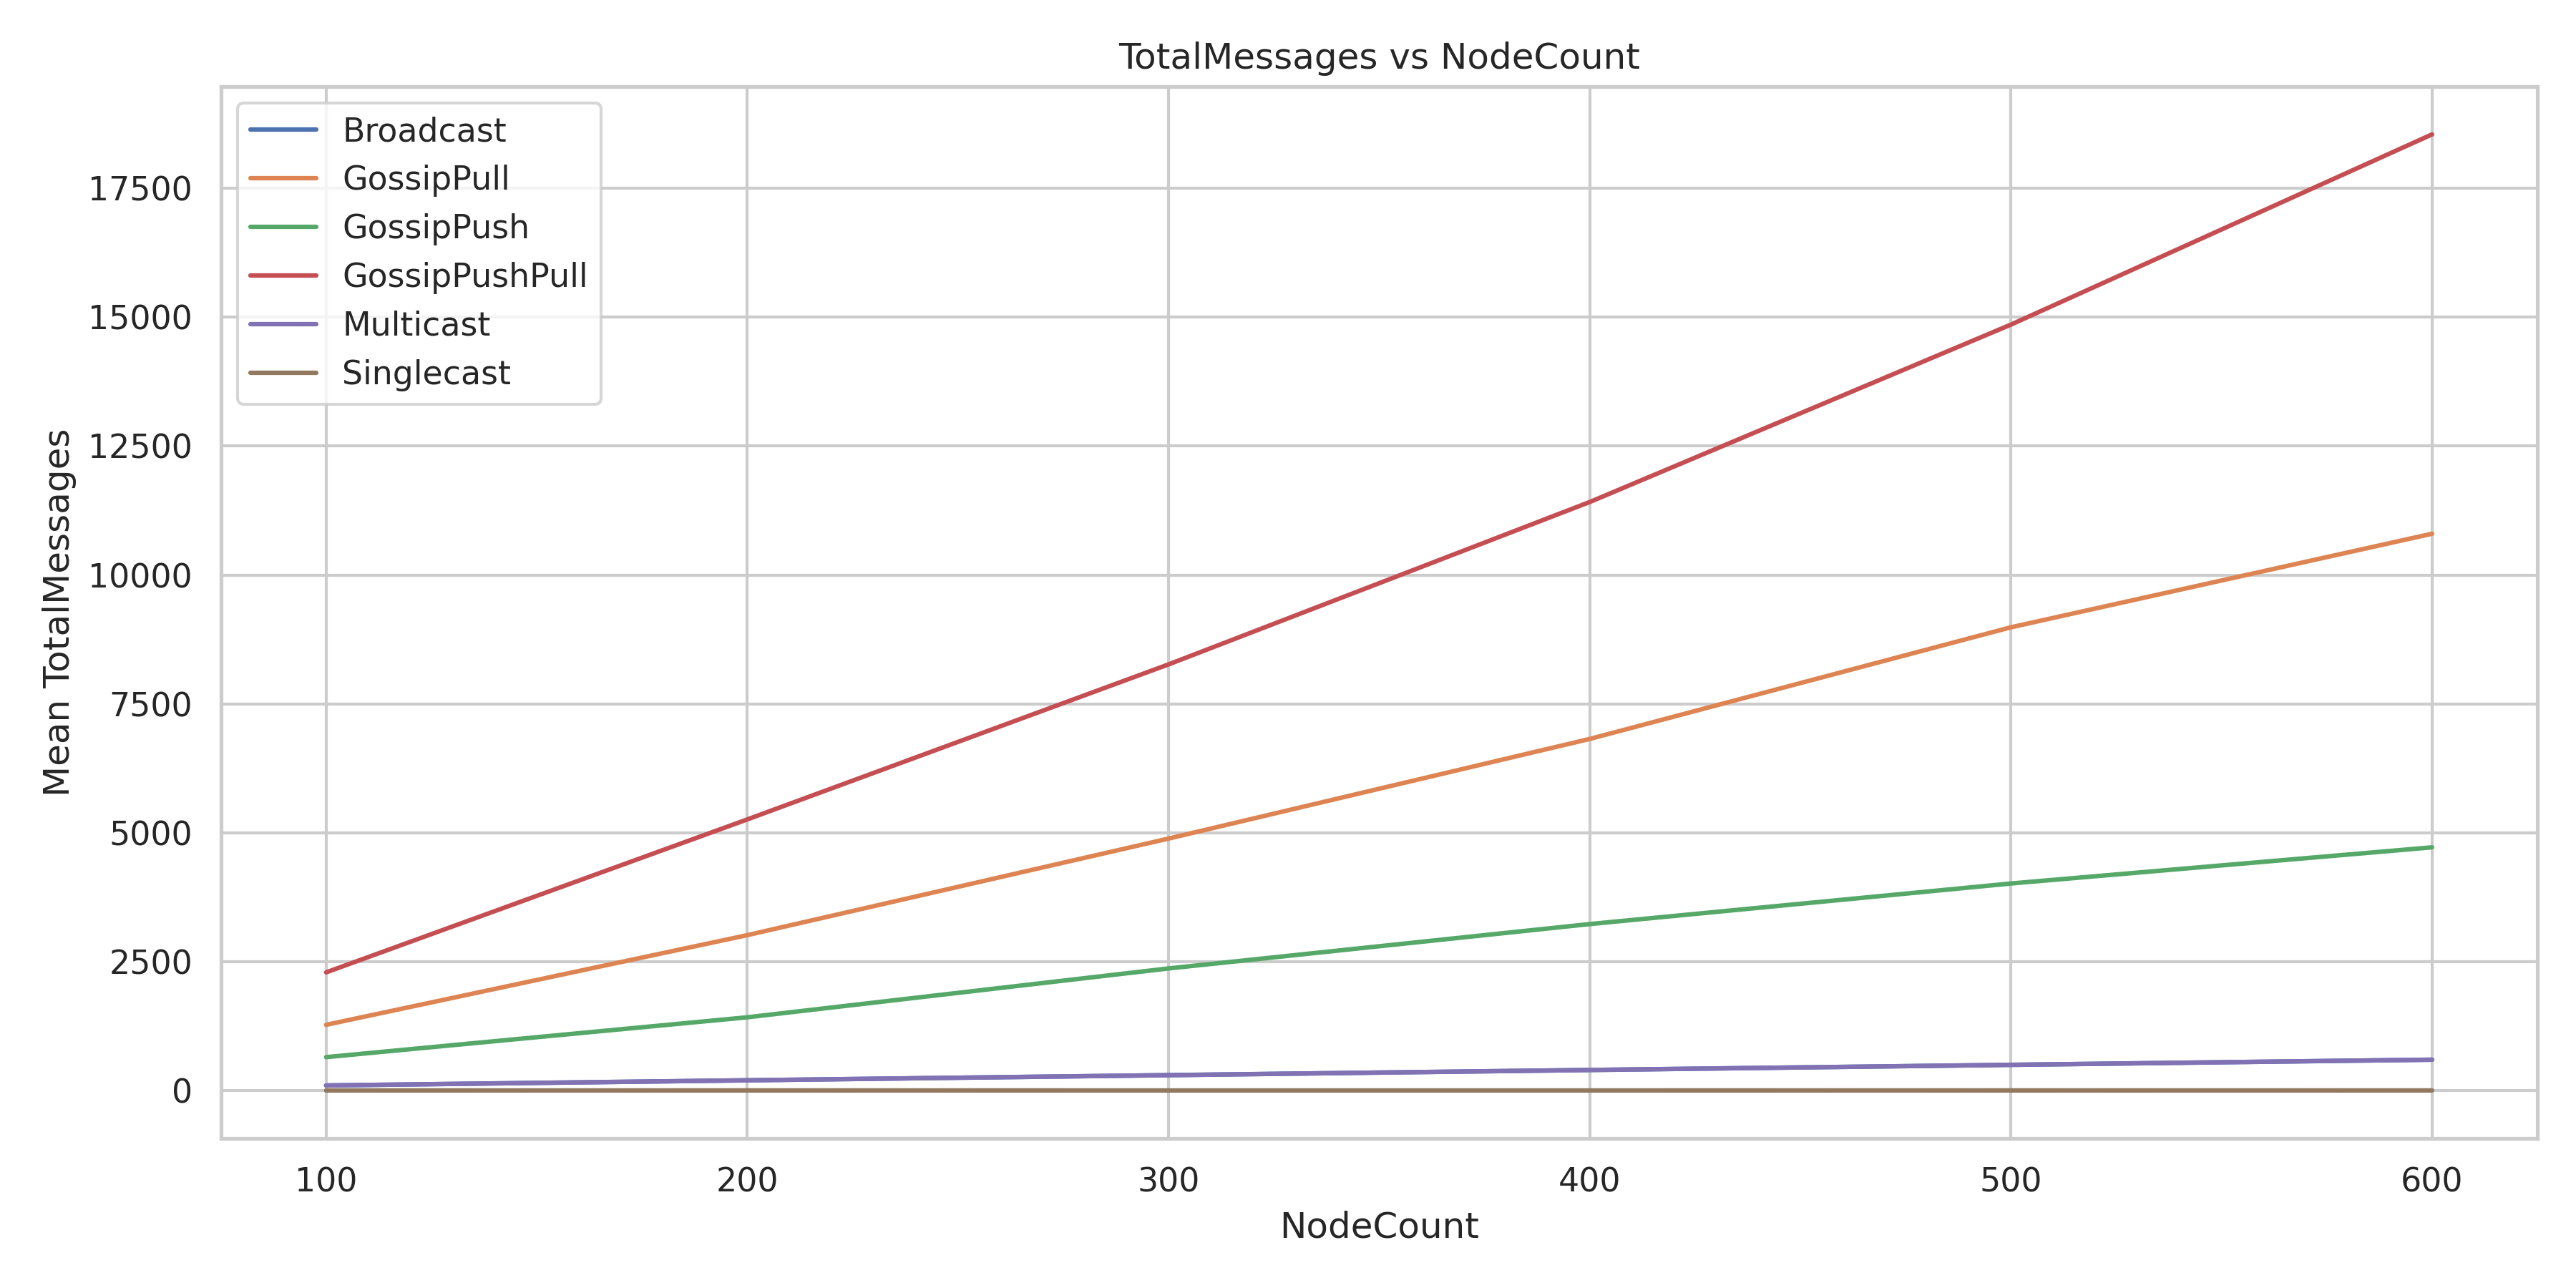 TotalMessages vs NodeCount
Broadcast
GossipPull
GossipPush
GossipPushPull
Multicast
Singlecast
Mean TotalMessages
17500
15000
12500
10000
7500
5000
2500
0
100 200 300 400 500 600
NodeCount